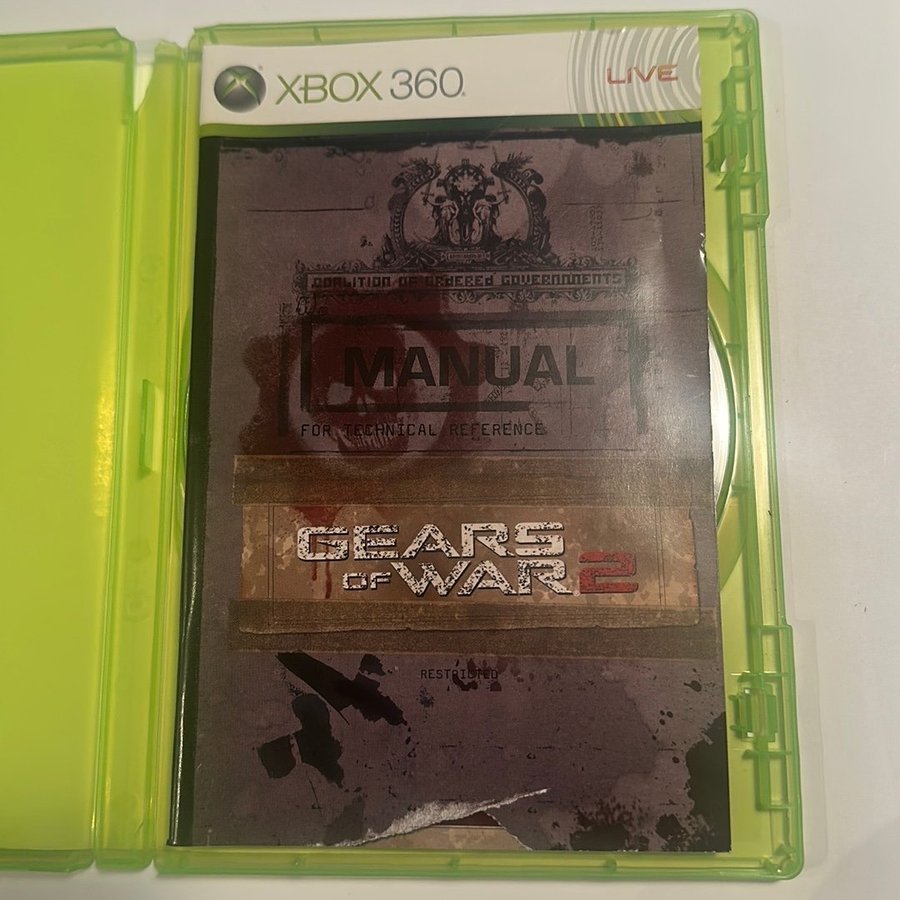 XBOX 360
LIVE
COALITION OF ORDERED GOVERNMENTS
MANUAL
FOR TECHNICAL REFERENCE
GEARS
OF WAR 2
RESTRICTED